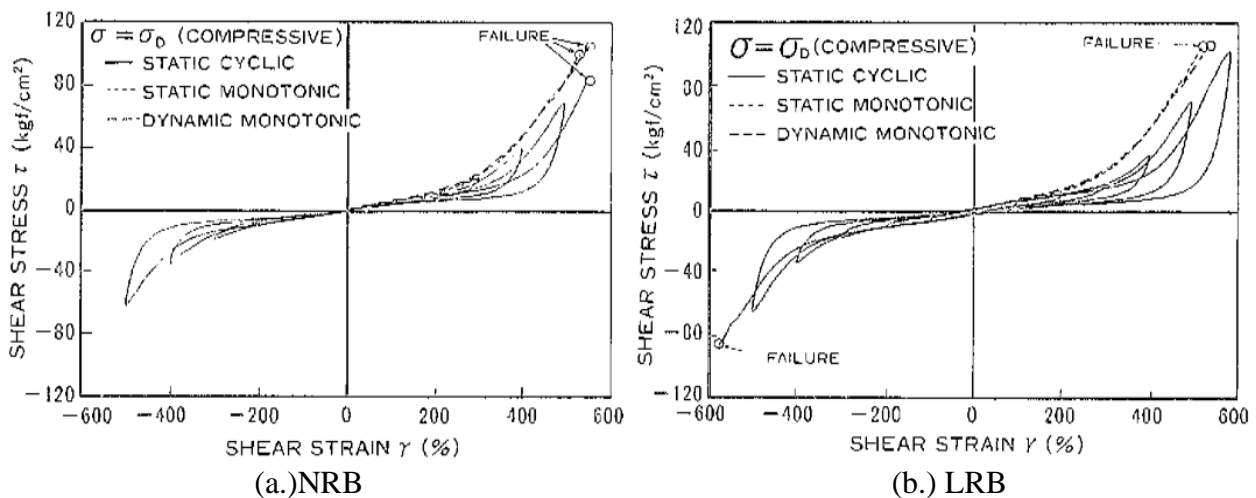 σ = σD (COMPRESSIVE)
STATIC CYCLIC
STATIC MONOTONIC
DYNAMIC MONOTONIC
FAILURE
120
80
40
0
−40
−80
−120
−600
−400
−200
0
200
400
600
SHEAR STRESS τ (kgf/cm²)
SHEAR STRAIN γ (%)
(a.)NRB
σ = σD (COMPRESSIVE)
STATIC CYCLIC
STATIC MONOTONIC
DYNAMIC MONOTONIC
FAILURE
FAILURE
120
80
40
0
−40
−80
−120
−600
−400
−200
0
200
400
600
SHEAR STRESS τ (kgf/cm²)
SHEAR STRAIN γ (%)
(b.) LRB